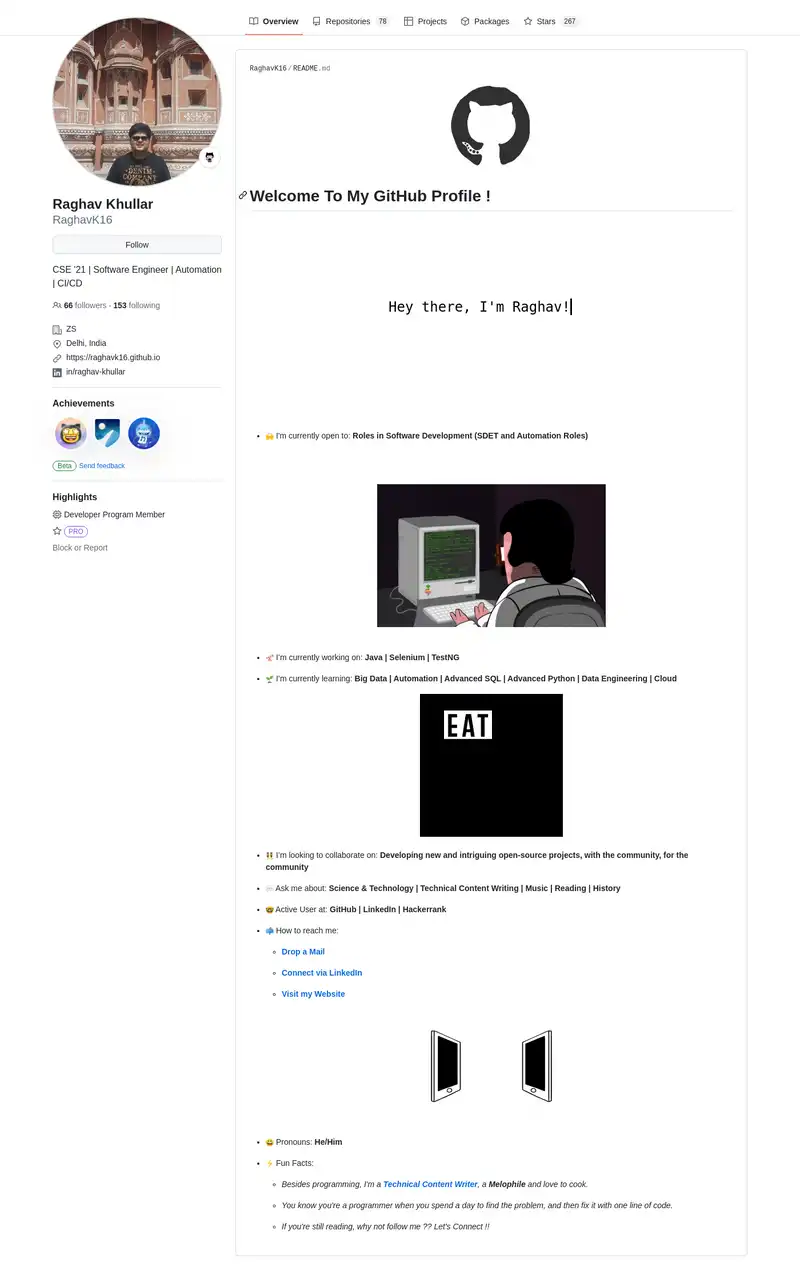 Overview Repositories 78 Projects Packages Stars 267
RaghavK16 / README.md
Raghav Khullar
RaghavK16
Follow
CSE '21 | Software Engineer | Automation
| CI/CD
66 followers · 153 following
ZS
Delhi, India
https://raghavk16.github.io
in/raghav-khullar
Achievements
Beta Send feedback
Highlights
Developer Program Member
PRO
Block or Report
DENIM
COMPANY
Welcome To My GitHub Profile !
Hey there, I'm Raghav!
I'm currently open to: Roles in Software Development (SDET and Automation Roles)
I'm currently working on: Java | Selenium | TestNG
I'm currently learning: Big Data | Automation | Advanced SQL | Advanced Python | Data Engineering | Cloud
EAT
I'm looking to collaborate on: Developing new and intriguing open-source projects, with the community, for the
community
Ask me about: Science & Technology | Technical Content Writing | Music | Reading | History
Active User at: GitHub | LinkedIn | Hackerrank
How to reach me:
Drop a Mail
Connect via LinkedIn
Visit my Website
Pronouns: He/Him
Fun Facts:
Besides programming, I'm a Technical Content Writer, a Melophile and love to cook.
You know you're a programmer when you spend a day to find the problem, and then fix it with one line of code.
If you're still reading, why not follow me ?? Let's Connect !!